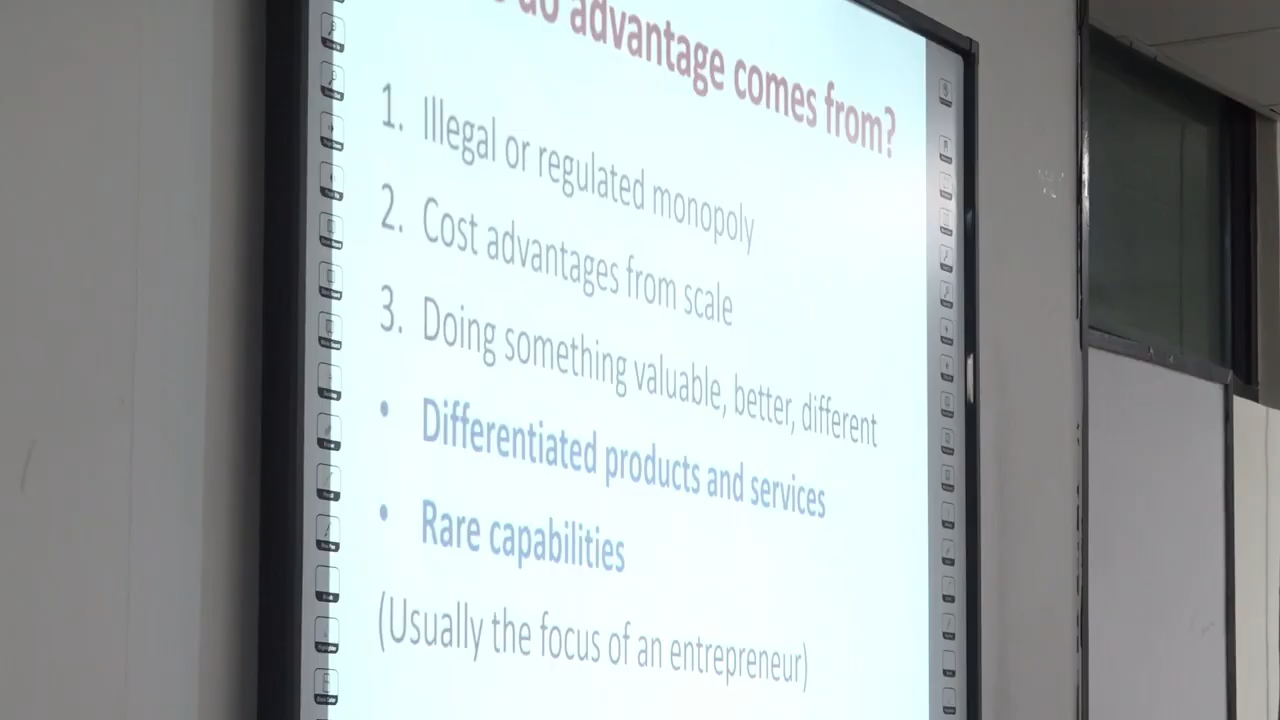 do advantage comes from?
1. Illegal or regulated monopoly
2. Cost advantages from scale
3. Doing something valuable, better, different
• Differentiated products and services
• Rare capabilities
(Usually the focus of an entrepreneur)